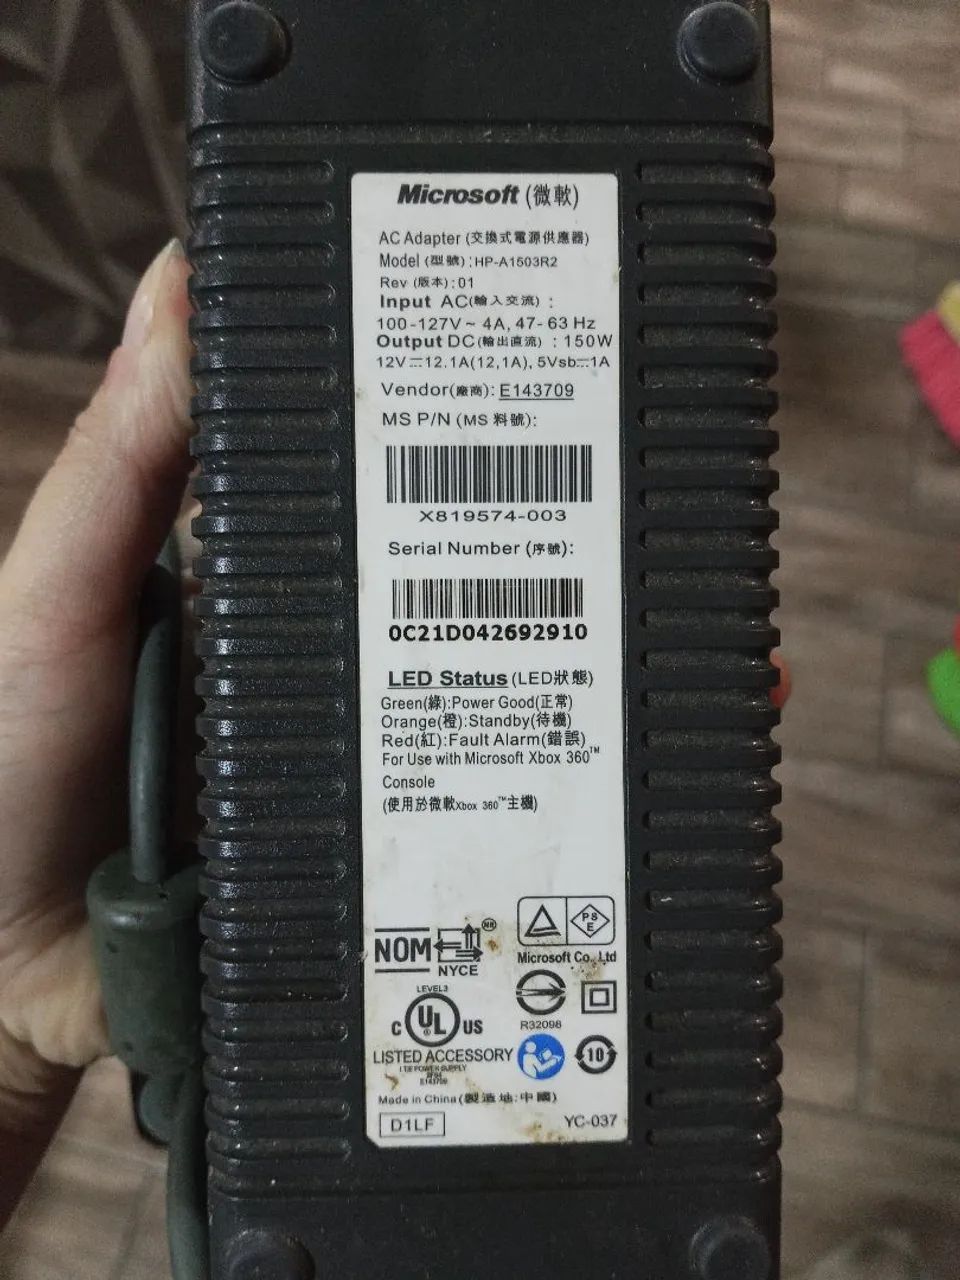 Microsoft (微軟)
AC Adapter (交換式電源供應器)
Model (型號) : HP-A1503R2
Rev (版本) : 01
Input AC(輸入交流) :
100-127V ~ 4A, 47- 63 Hz
Output DC (輸出直流) : 150W
12V⎓12.1A(12,1A), 5Vsb⎓1A
Vendor(廠商): E143709
MS P/N (MS 料號):
X819574-003
Serial Number (序號):
0C21D042692910
LED Status (LED狀態)
Green(綠):Power Good(正常)
Orange(橙):Standby(待機)
Red(紅):Fault Alarm(錯誤)
For Use with Microsoft Xbox 360™
Console
(使用於微軟Xbox 360™主機)
PS
E
NOM
NYCE
Microsoft Co., Ltd
LEVEL3
C UL US
R32098
LISTED ACCESSORY
I.T.E POWER SUPPLY
E143709
10
Made in China (製造地:中國)
D1LF
YC-037